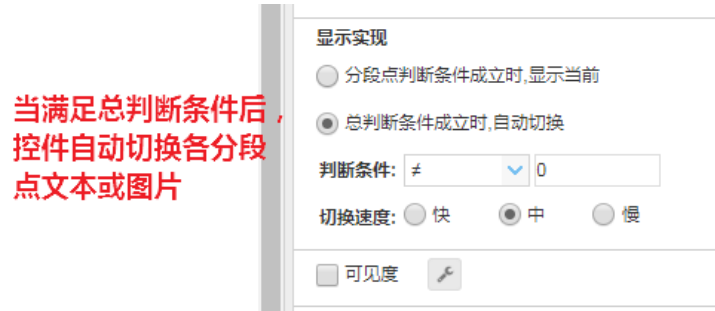 显示实现
分段点判断条件成立时,显示当前
总判断条件成立时,自动切换
判断条件: ≠ 0
切换速度: 快 中 慢
可见度
当满足总判断条件后，
控件自动切换各分段
点文本或图片